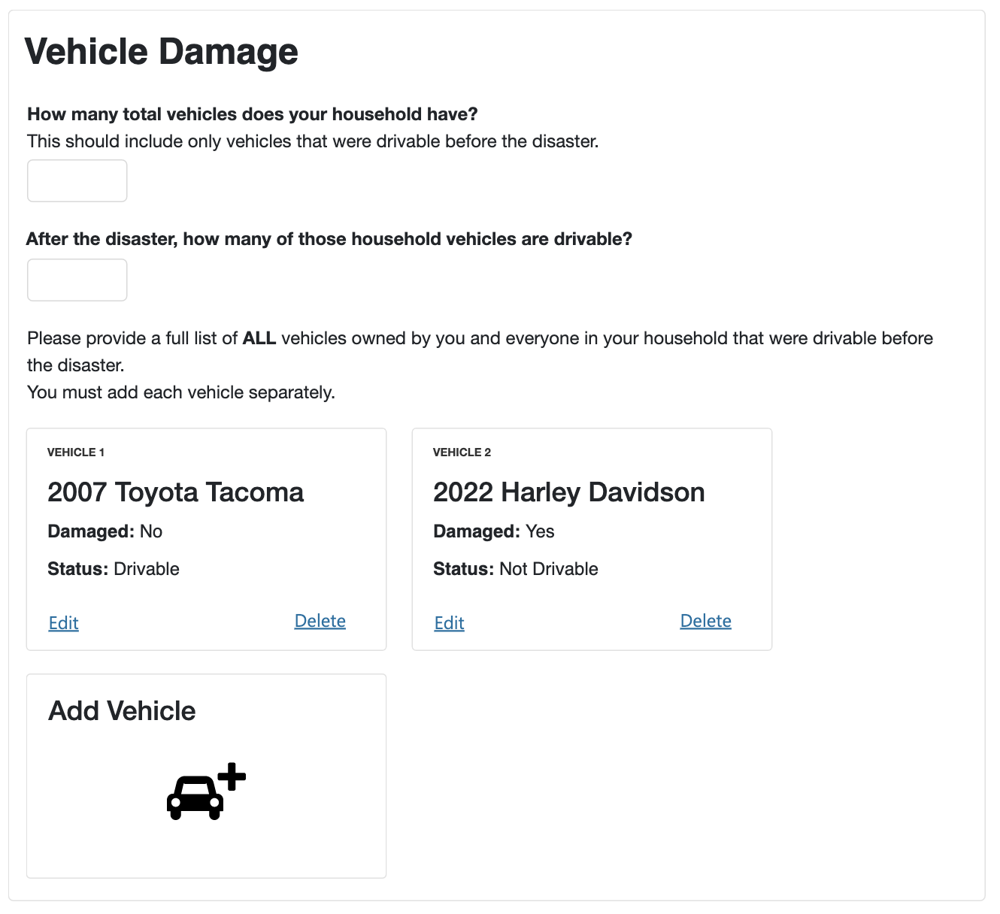 Vehicle Damage
How many total vehicles does your household have?
This should include only vehicles that were drivable before the disaster.
After the disaster, how many of those household vehicles are drivable?
Please provide a full list of ALL vehicles owned by you and everyone in your household that were drivable before
the disaster.
You must add each vehicle separately.
VEHICLE 1
2007 Toyota Tacoma
Damaged: No
Status: Drivable
Edit
Delete
VEHICLE 2
2022 Harley Davidson
Damaged: Yes
Status: Not Drivable
Edit
Delete
Add Vehicle